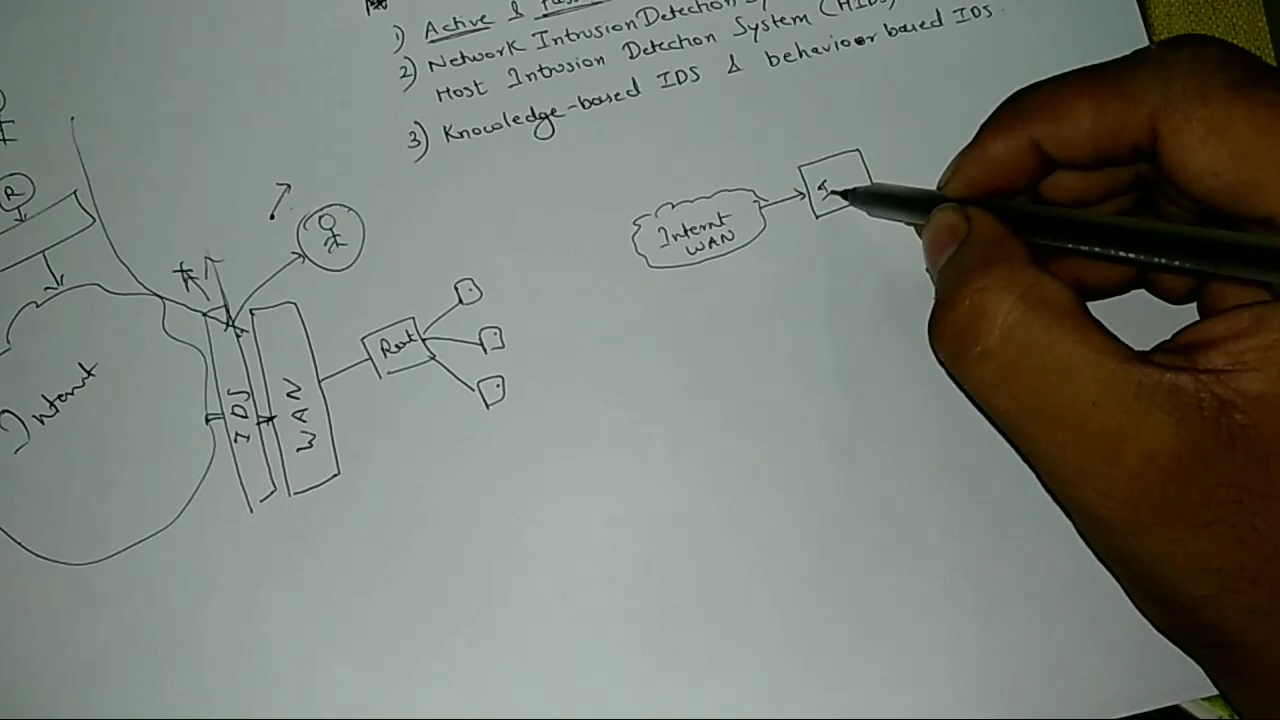 1) Active &
2) Network Intrusion Detection
Host Intrusion Detection System (HIDS)
3) Knowledge-based IDS & behavioor based IDS.
R
Internt
WAN
I
Rout
IDS
WAN
Intarnt